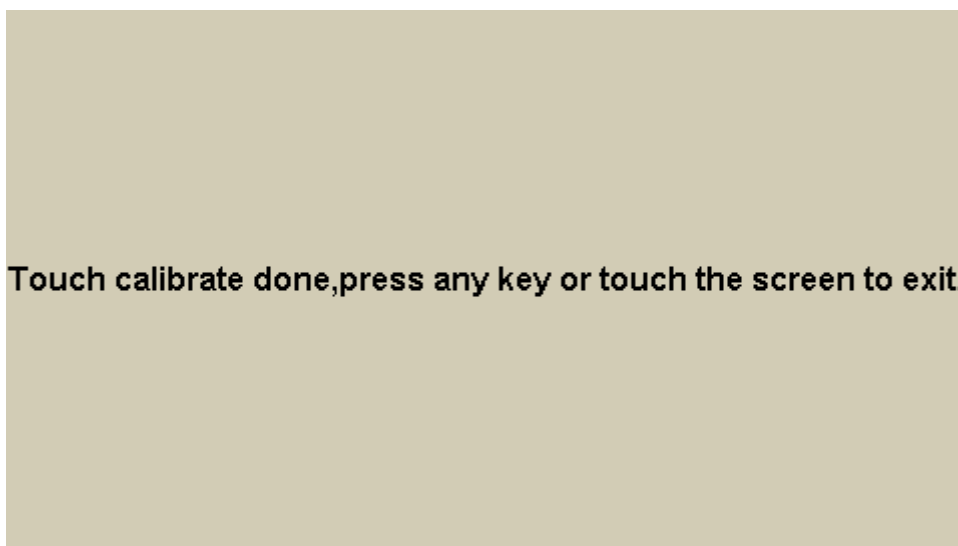 Touch calibrate done,press any key or touch the screen to exit